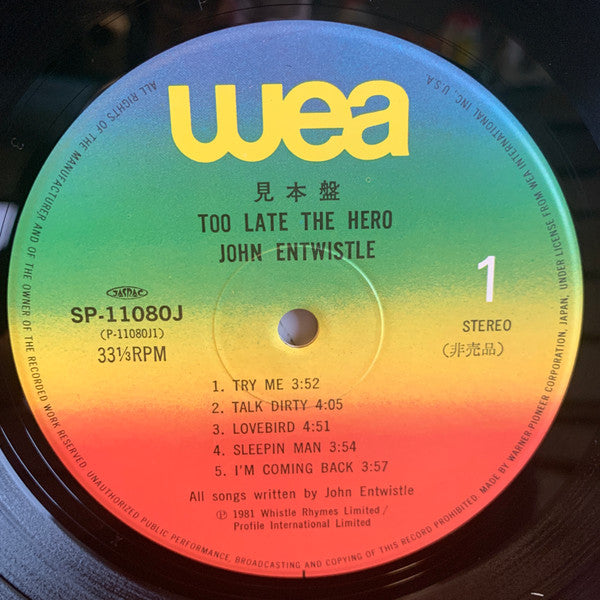 wea
見本盤
TOO LATE THE HERO
JOHN ENTWISTLE
JASRAC
SP-11080J
(P-11080J1)
33⅓RPM
1
STEREO
(非売品)
1. TRY ME 3:52
2. TALK DIRTY 4:05
3. LOVEBIRD 4:51
4. SLEEPIN MAN 3:54
5. I'M COMING BACK 3:57
All songs written by John Entwistle
Ⓟ 1981 Whistle Rhymes Limited/
Profile International Limited
ALL RIGHTS OF THE MANUFACTURER AND OF THE OWNER OF THE RECORDED WORK RESERVED. UNAUTHORIZED PUBLIC PERFORMANCE, BROADCASTING AND COPYING OF THIS RECORD PROHIBITED. MADE BY WARNER-PIONEER CORPORATION, JAPAN, UNDER LICENSE FROM WEA INTERNATIONAL INC., U.S.A.